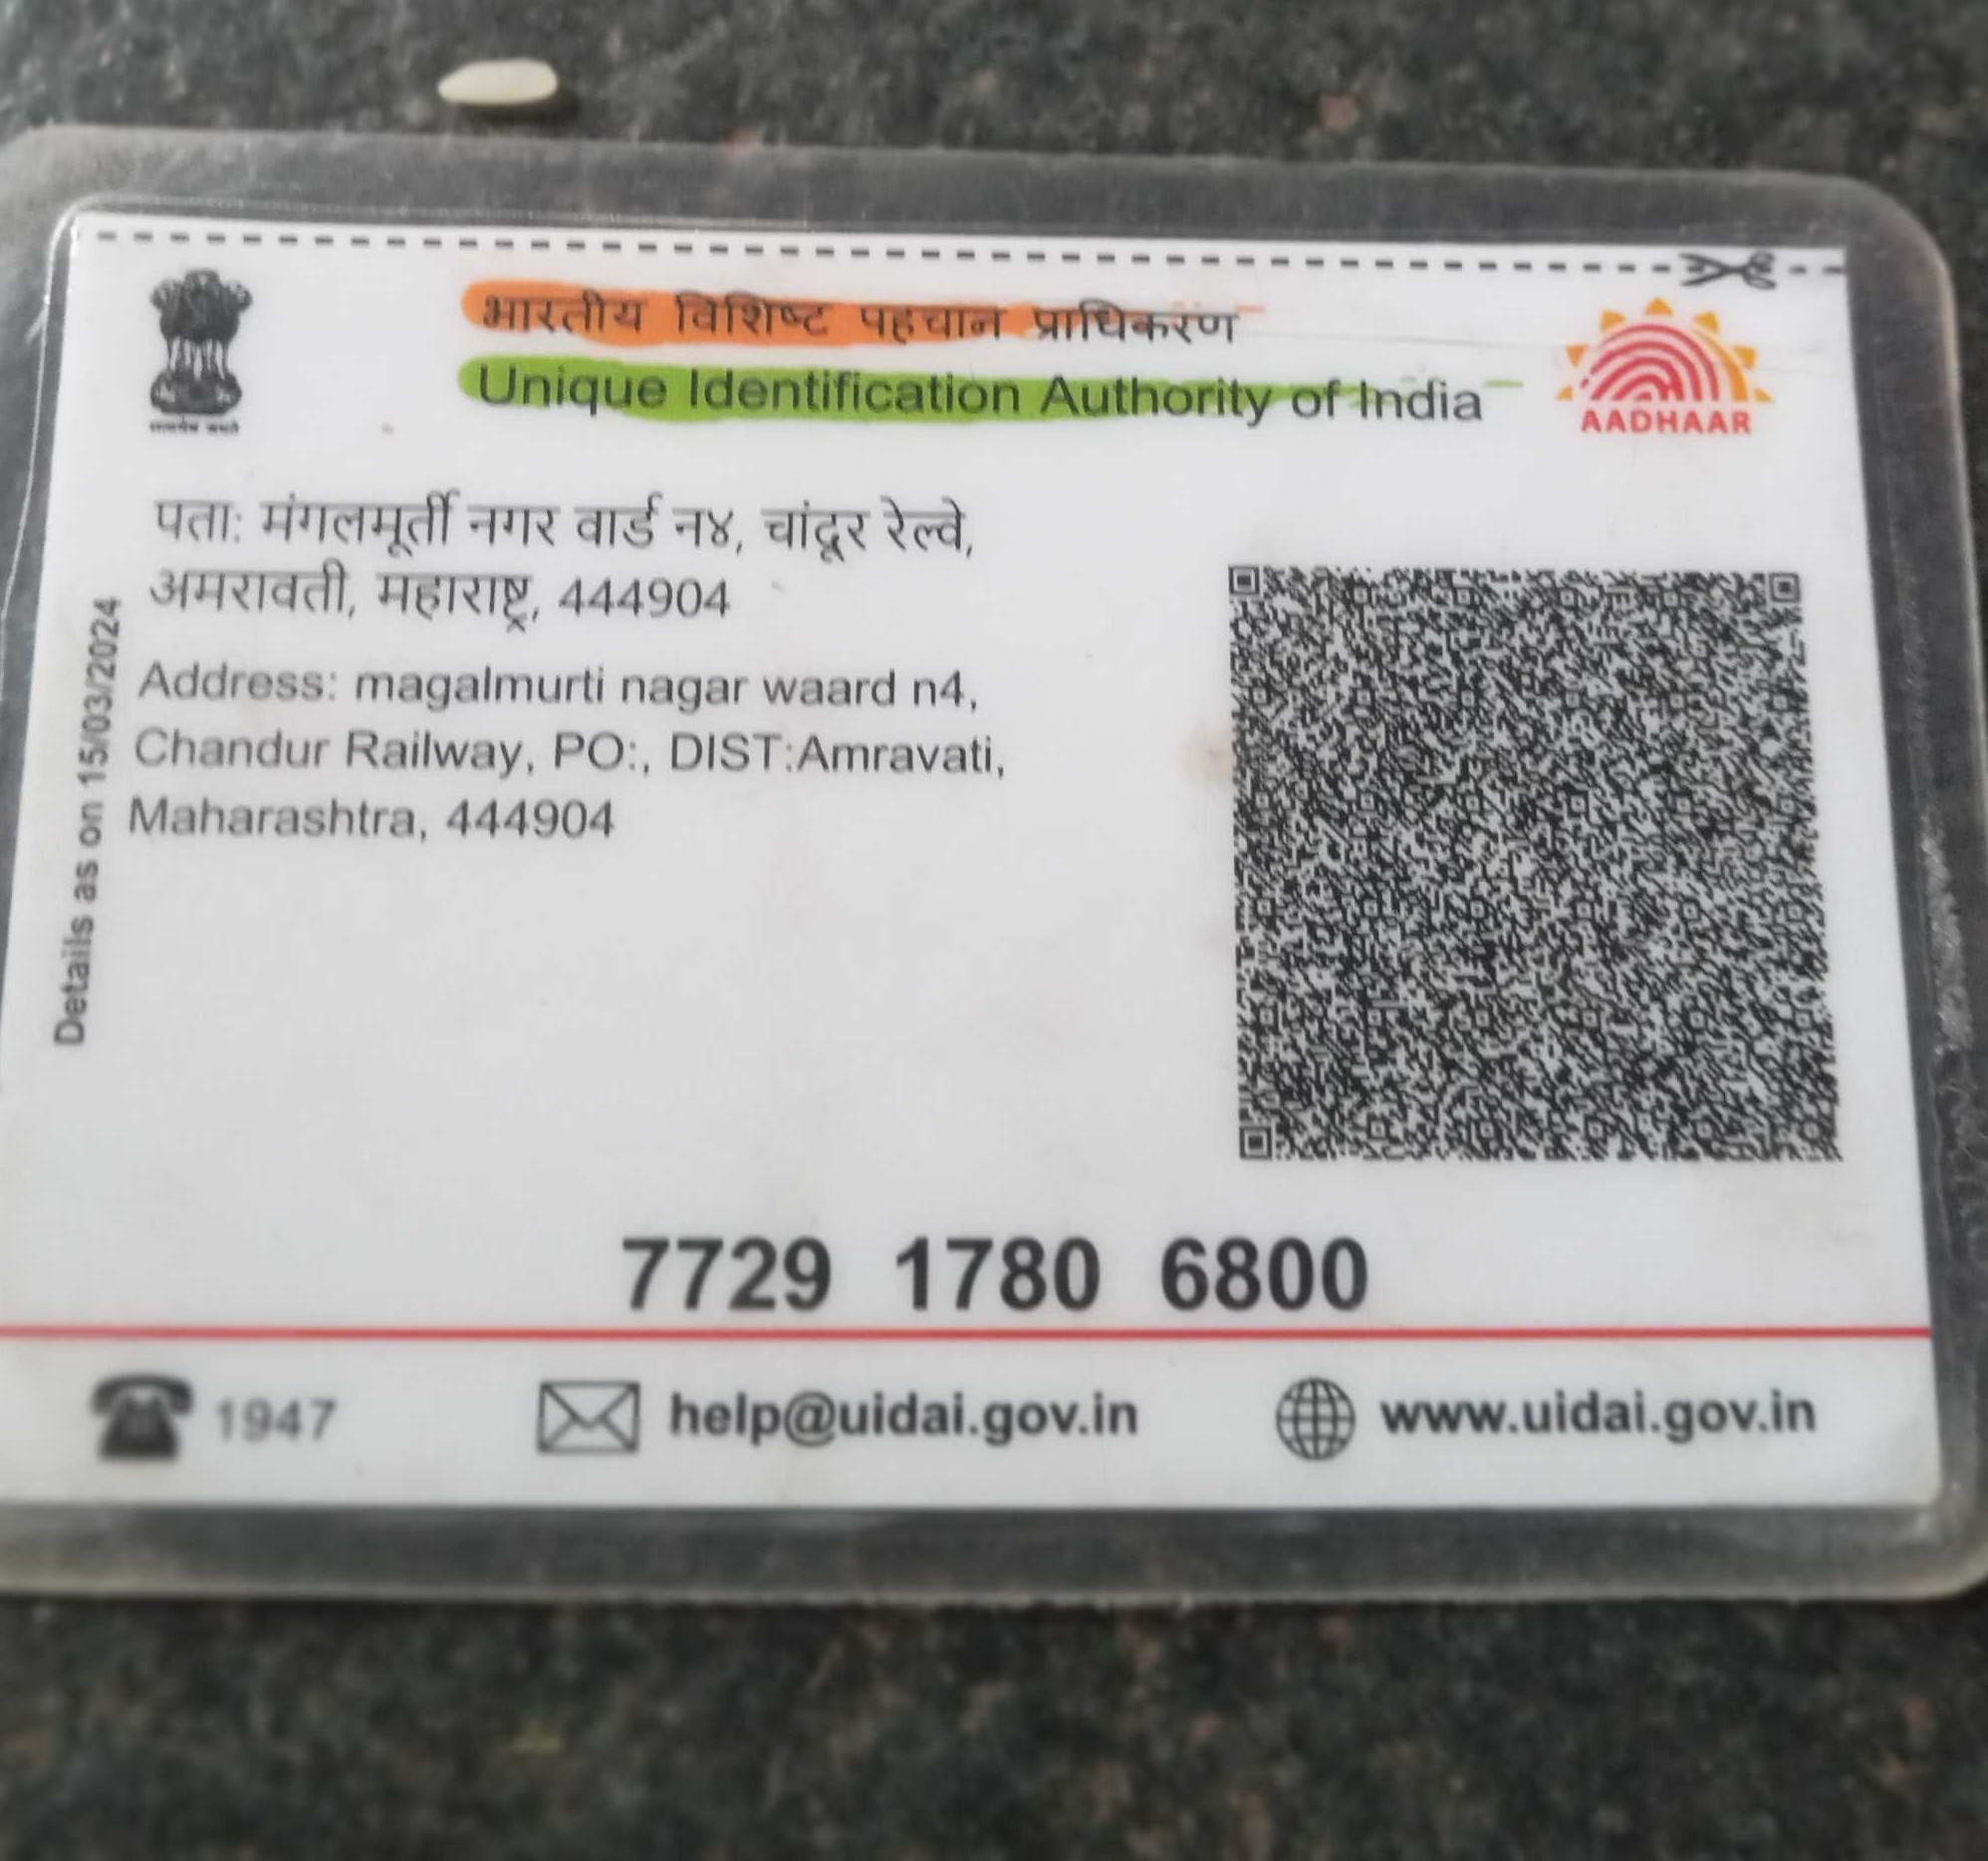 भारतीय विशिष्ट पहचान प्राधिकरण
Unique Identification Authority of India
AADHAAR
पता: मंगलमूर्ती नगर वार्ड न४, चांदूर रेल्वे,
अमरावती, महाराष्ट्र, 444904
Address: magalmurti nagar waard n4,
Chandur Railway, PO:, DIST:Amravati,
Maharashtra, 444904
Details as on 15/03/2024
7729 1780 6800
1947
help@uidai.gov.in
www.uidai.gov.in